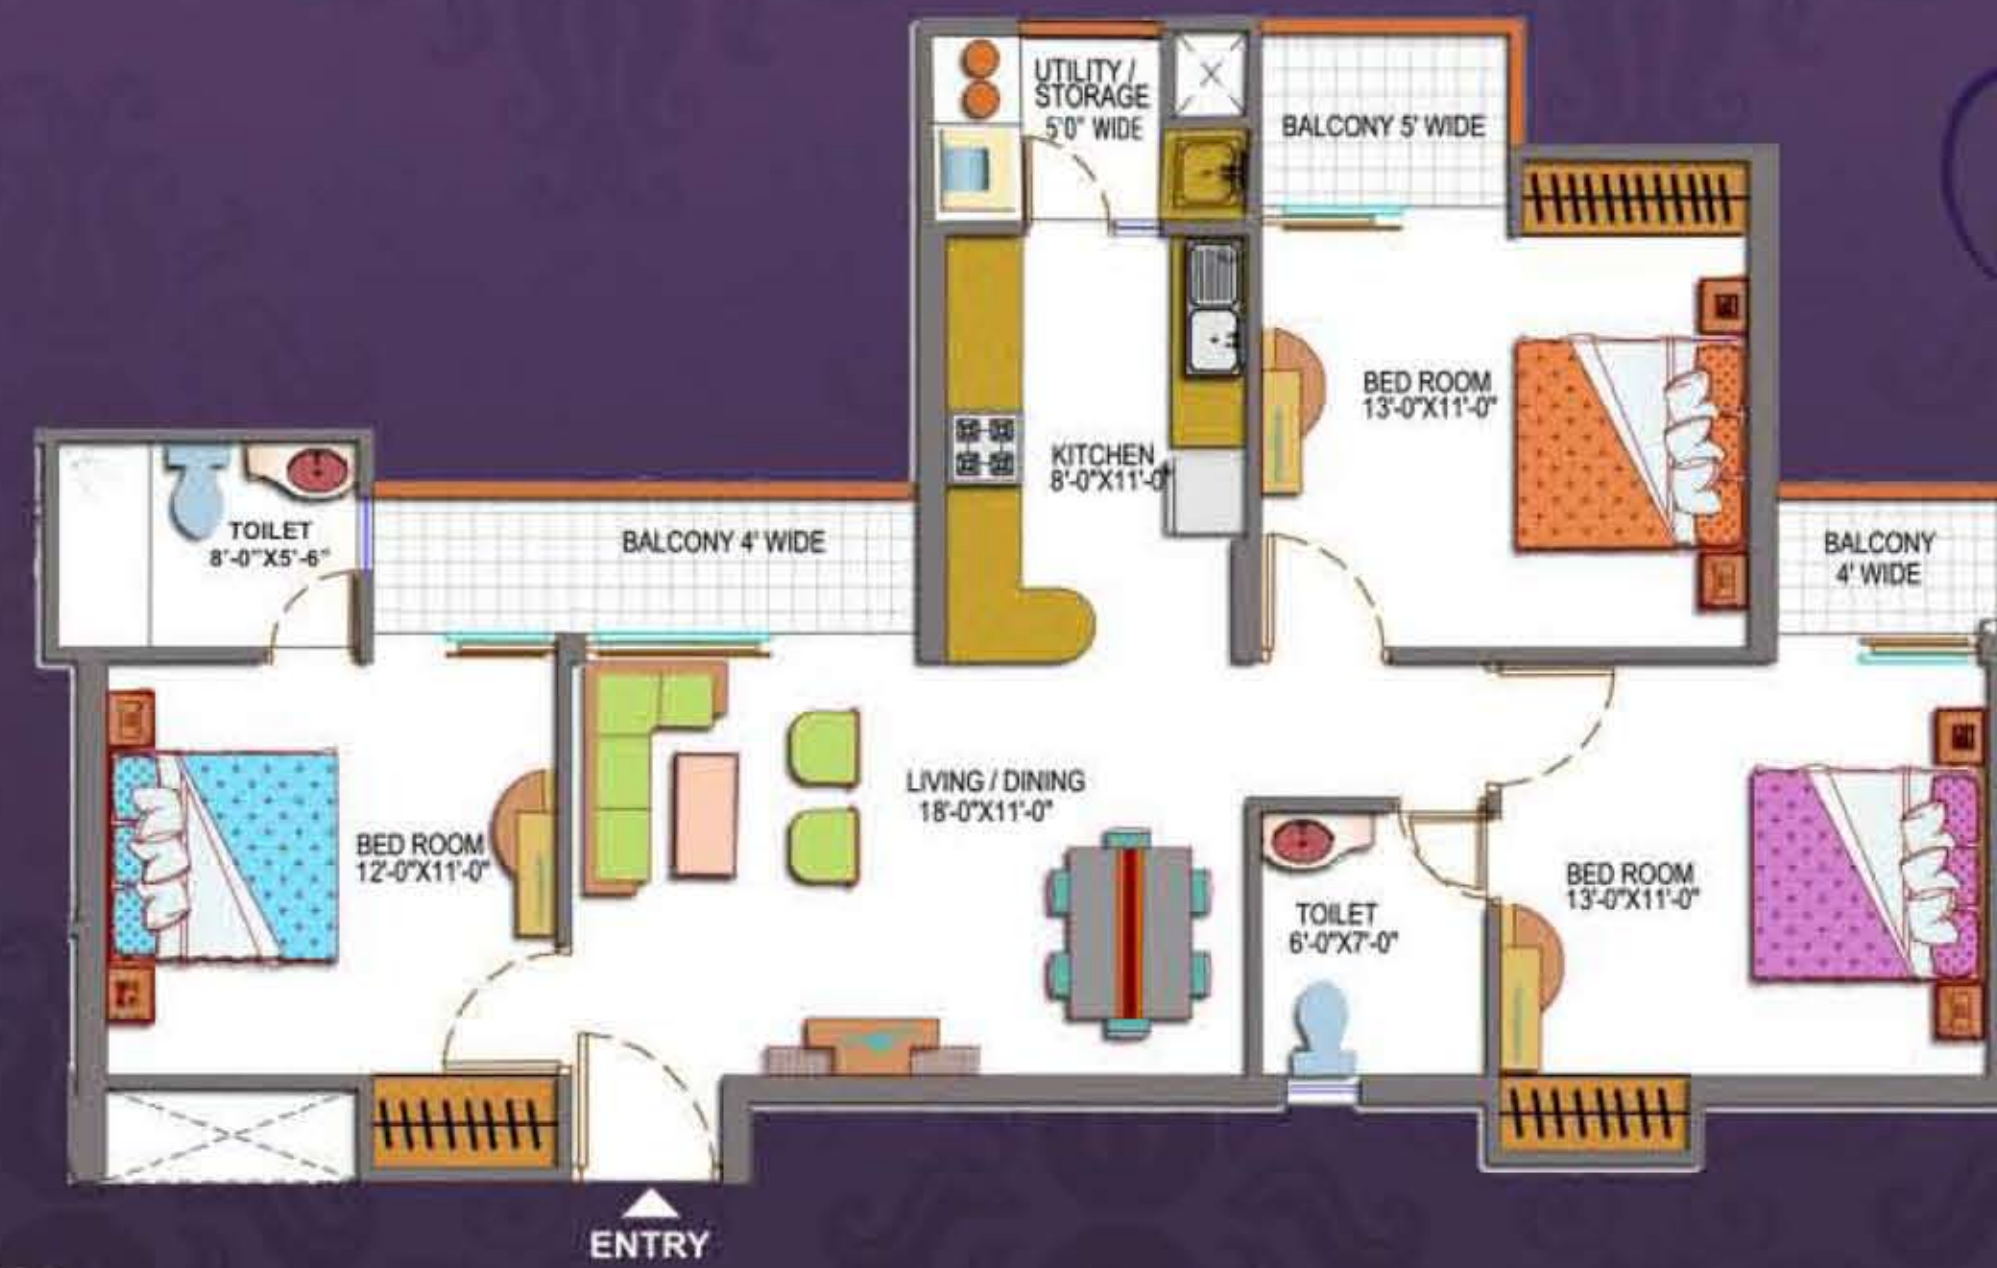 UTILITY /
STORAGE
5'0" WIDE
BALCONY 5' WIDE
BED ROOM
13'-0"X11'-0"
KITCHEN
8'-0"X11'-0"
TOILET
8'-0"X5'-6"
BALCONY 4' WIDE
BALCONY
4' WIDE
LIVING / DINING
18'-0"X11'-0"
BED ROOM
12'-0"X11'-0"
BED ROOM
13'-0"X11'-0"
TOILET
6'-0"X7'-0"
ENTRY